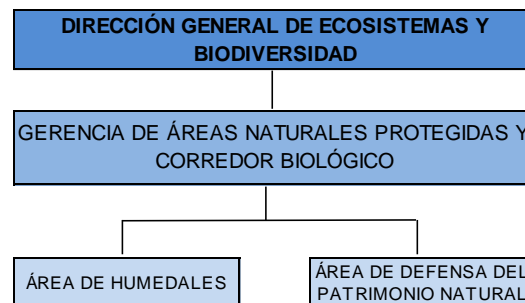 DIRECCIÓN GENERAL DE ECOSISTEMAS Y
BIODIVERSIDAD
GERENCIA DE ÁREAS NATURALES PROTEGIDAS Y
CORREDOR BIOLÓGICO
ÁREA DE HUMEDALES
ÁREA DE DEFENSA DEL
PATRIMONIO NATURAL